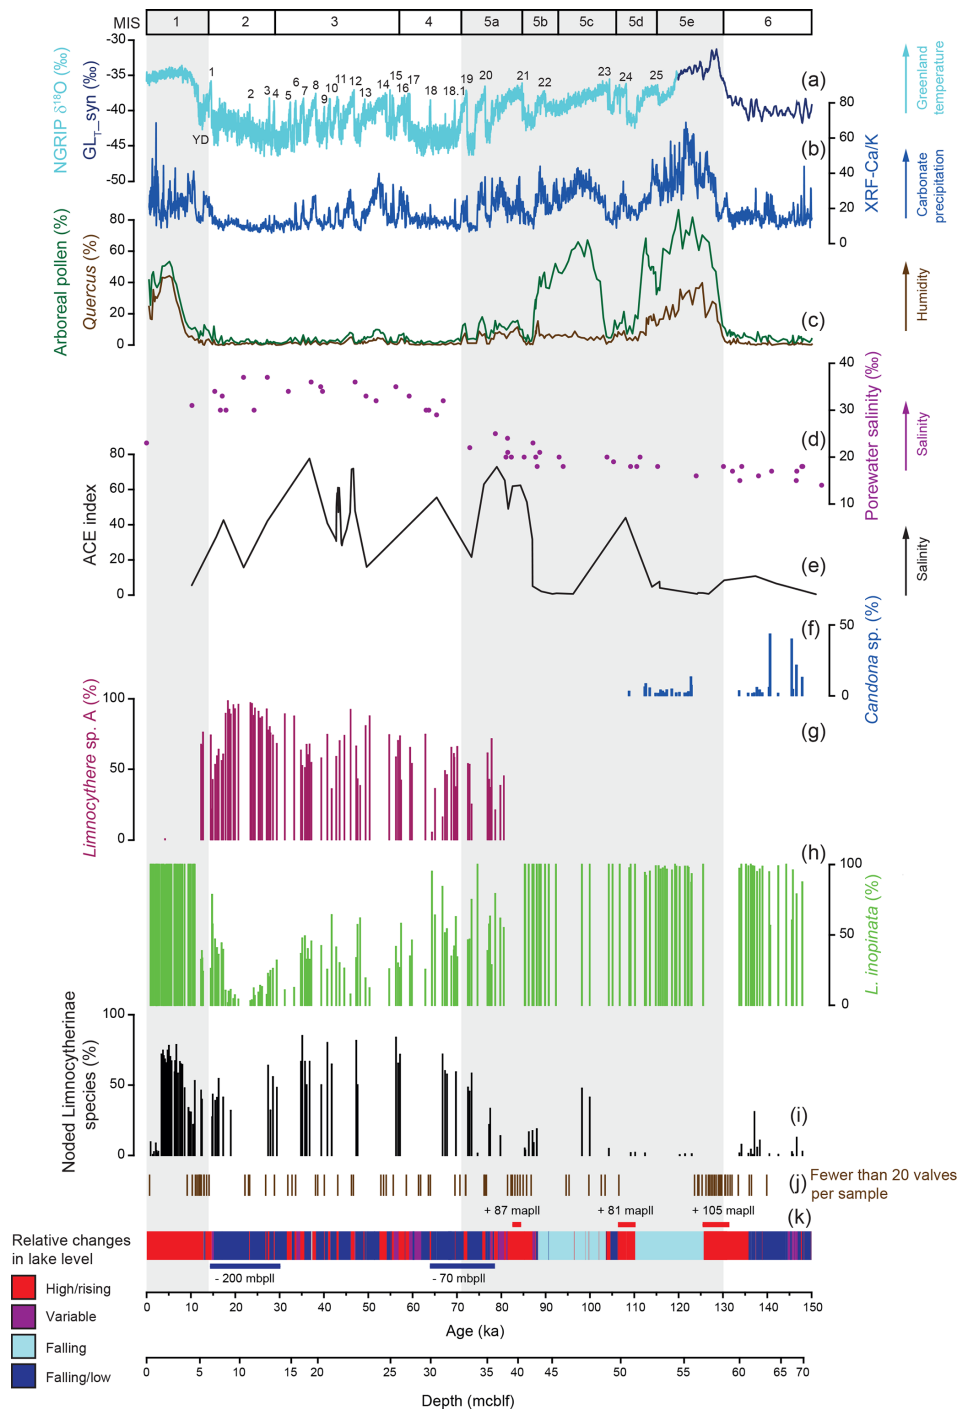 MIS 1 2 3 4 5a 5b 5c 5d 5e 6
NGRIP δ¹⁸O (‰)
GL_T_syn (‰)
-30
-35
-40
-45
-50
1 2 3 4 5 6 7 8 9 10 11 12 13 14 15 16 17 18 18.1 19 20 21 22 23 24 25
YD
(a)
Greenland
temperature
(b)
80
60
40
20
0
XRF-Ca/K
Carbonate
precipitation
Arboreal pollen (%)
Quercus (%)
80
60
40
20
0
(c)
Humidity
40
30
20
10
(d)
Porewater salinity (‰)
Salinity
ACE index
80
60
40
20
0
(e)
Salinity
(f)
50
0
Candona sp. (%)
Limnocythere sp. A (%)
100
50
0
(g)
(h)
100
50
0
L. inopinata (%)
Noded Limnocytherinae
species (%)
100
50
0
(i)
(j)
Fewer than 20 valves
per sample
(k)
+ 87 mapll
+ 81 mapll
+ 105 mapll
- 200 mbpll
- 70 mbpll
Relative changes
in lake level
High/rising
Variable
Falling
Falling/low
0 10 20 30 40 50 60 70 80 90 100 110 120 130 140 150
Age (ka)
0 5 10 15 20 30 35 40 45 50 55 60 65 70
Depth (mcblf)